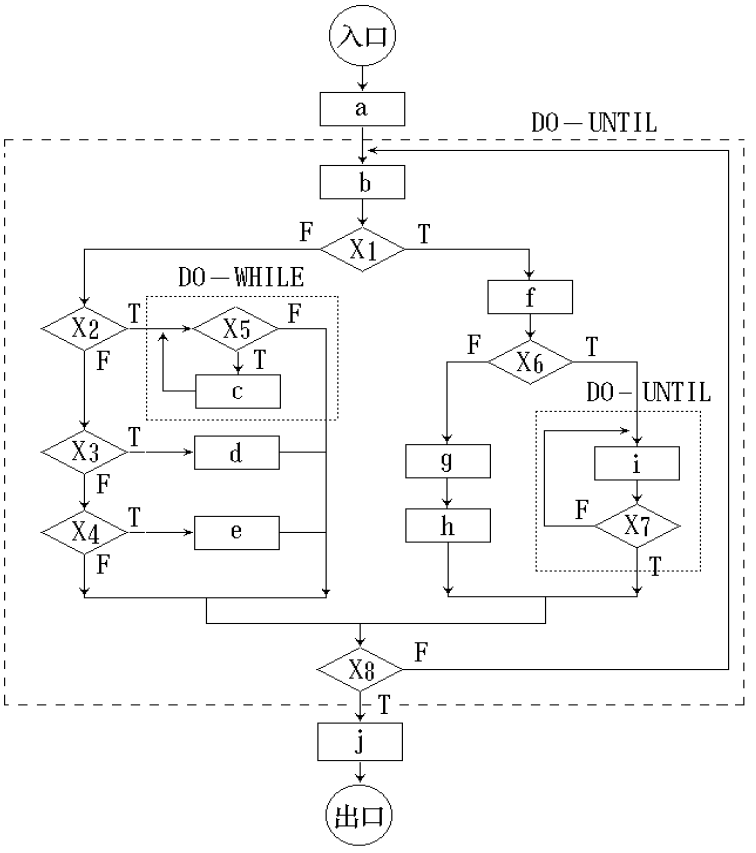 入口
a
DO-UNTIL
b
F
X1
T
DO-WHILE
f
X2
T
X5
F
F
T
c
F
X6
T
DO-UNTIL
X3
T
d
F
g
i
X4
T
e
F
h
F
X7
T
X8
F
T
j
出口